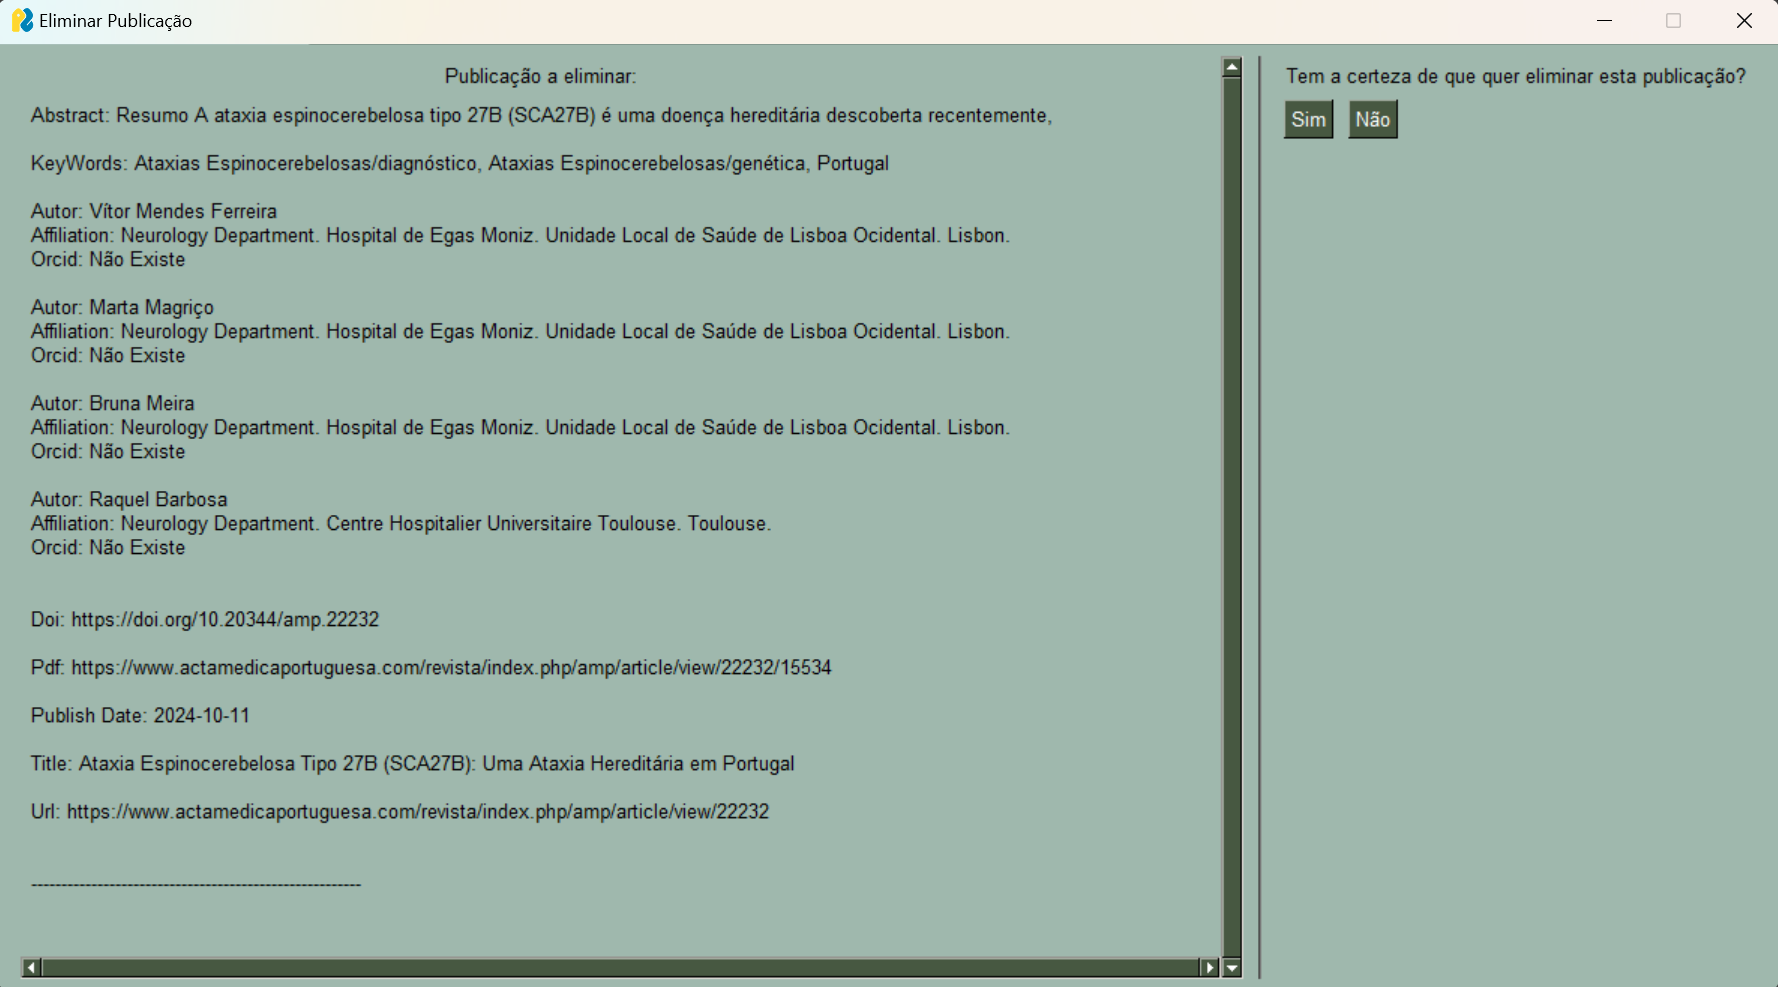 Eliminar Publicação
Publicação a eliminar:
Abstract: Resumo A ataxia espinocerebelosa tipo 27B (SCA27B) é uma doença hereditária descoberta recentemente,
KeyWords: Ataxias Espinocerebelosas/diagnóstico, Ataxias Espinocerebelosas/genética, Portugal
Autor: Vítor Mendes Ferreira
Affiliation: Neurology Department. Hospital de Egas Moniz. Unidade Local de Saúde de Lisboa Ocidental. Lisbon.
Orcid: Não Existe
Autor: Marta Magriço
Affiliation: Neurology Department. Hospital de Egas Moniz. Unidade Local de Saúde de Lisboa Ocidental. Lisbon.
Orcid: Não Existe
Autor: Bruna Meira
Affiliation: Neurology Department. Hospital de Egas Moniz. Unidade Local de Saúde de Lisboa Ocidental. Lisbon.
Orcid: Não Existe
Autor: Raquel Barbosa
Affiliation: Neurology Department. Centre Hospitalier Universitaire Toulouse. Toulouse.
Orcid: Não Existe
Doi: https://doi.org/10.20344/amp.22232
Pdf: https://www.actamedicaportuguesa.com/revista/index.php/amp/article/view/22232/15534
Publish Date: 2024-10-11
Title: Ataxia Espinocerebelosa Tipo 27B (SCA27B): Uma Ataxia Hereditária em Portugal
Url: https://www.actamedicaportuguesa.com/revista/index.php/amp/article/view/22232
-------------------------------------------------------
Tem a certeza de que quer eliminar esta publicação?
Sim Não